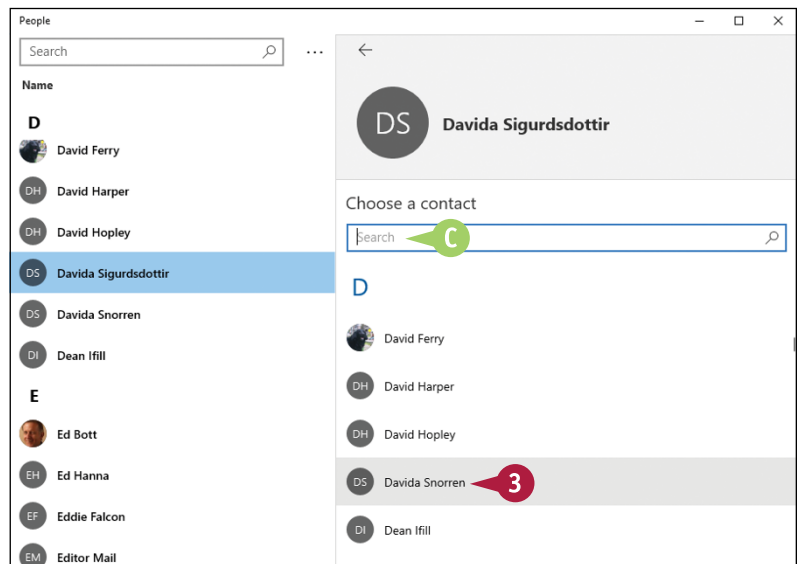 People
Search
...
Name
D
David Ferry
DH David Harper
DH David Hopley
DS Davida Sigurdsdottir
DS Davida Snorren
DI Dean Ifill
E
Ed Bott
EH Ed Hanna
EF Eddie Falcon
EM Editor Mail
DS Davida Sigurdsdottir
Choose a contact
Search C
D
David Ferry
DH David Harper
DH David Hopley
DS Davida Snorren 3
DI Dean Ifill